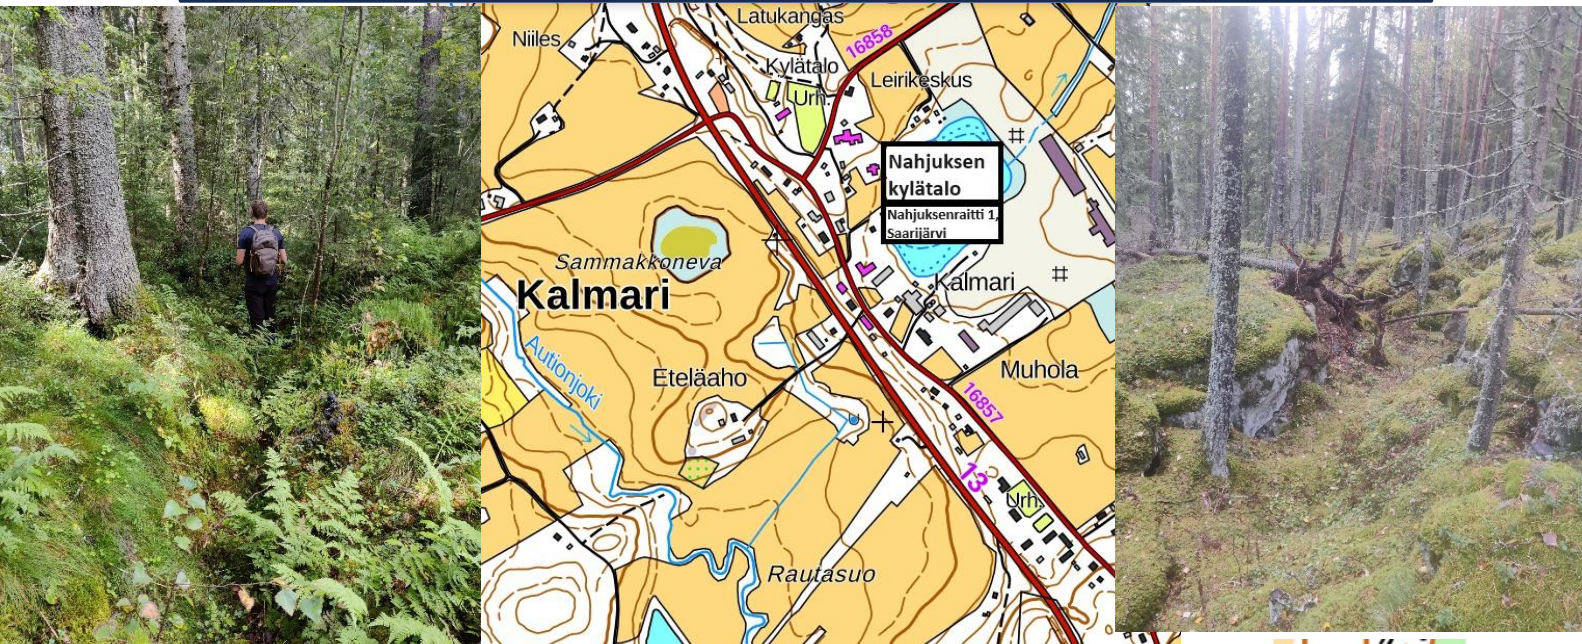 Latukangas
Niiles
16858
Kylätalo
Leirikeskus
Urh.
Nahjuksen
kylätalo
Nahjuksenraitti 1,
Saarijärvi
Sammakkoneva
Kalmari
Kalmari
Autionjoki
Eteläaho
Muhola
16857
13
Urh.
Rautasuo